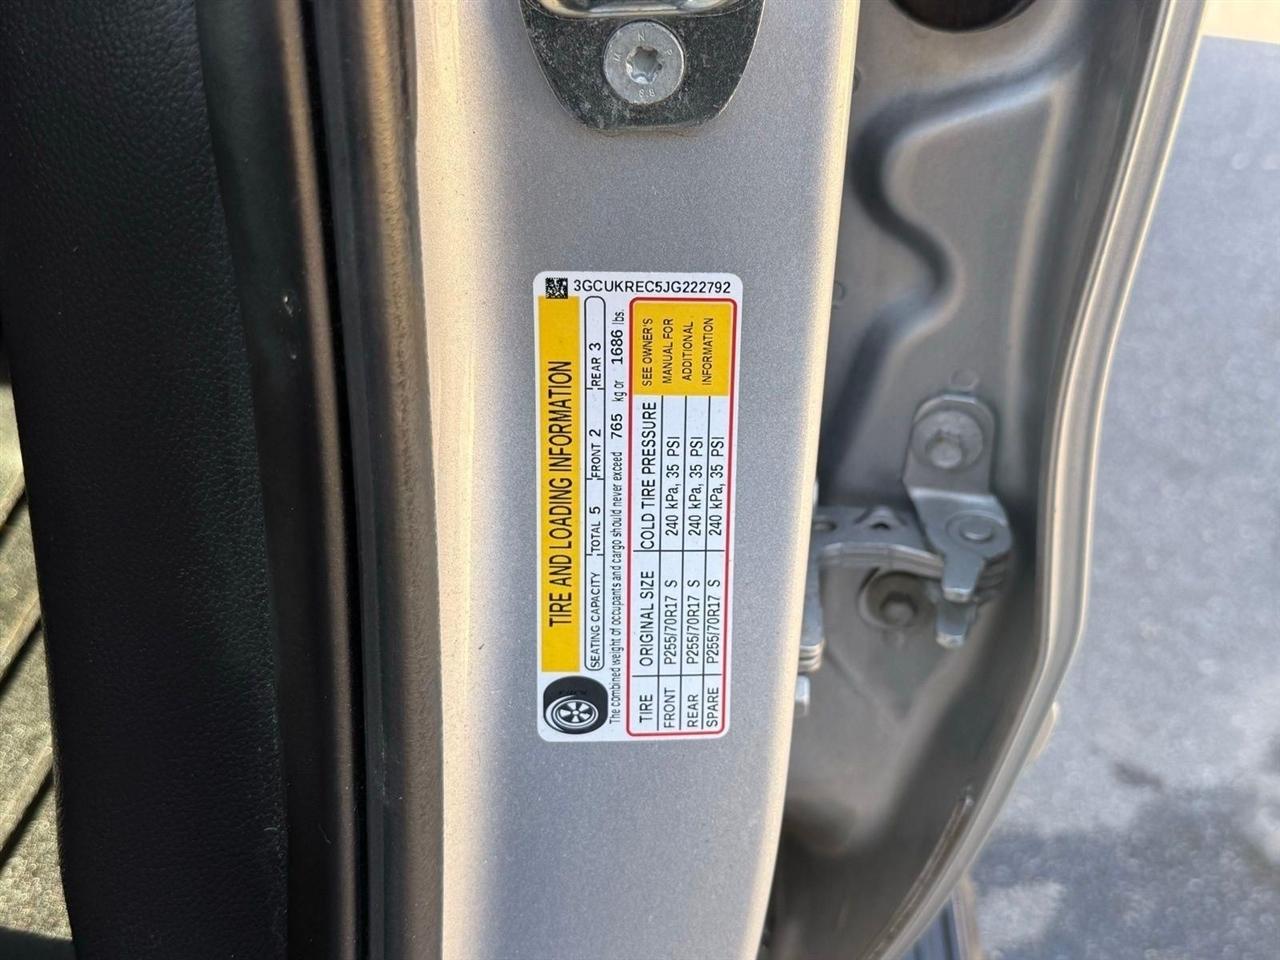 3GCUKREC5JG222792
TIRE AND LOADING INFORMATION
SEATING CAPACITY TOTAL 5 FRONT 2 REAR 3
The combined weight of occupants and cargo should never exceed 765 kg or 1686 lbs.
TIRE ORIGINAL SIZE COLD TIRE PRESSURE
FRONT P255/70R17 S 240 kPa, 35 PSI
REAR P255/70R17 S 240 kPa, 35 PSI
SPARE P255/70R17 S 240 kPa, 35 PSI
SEE OWNER'S
MANUAL FOR
ADDITIONAL
INFORMATION